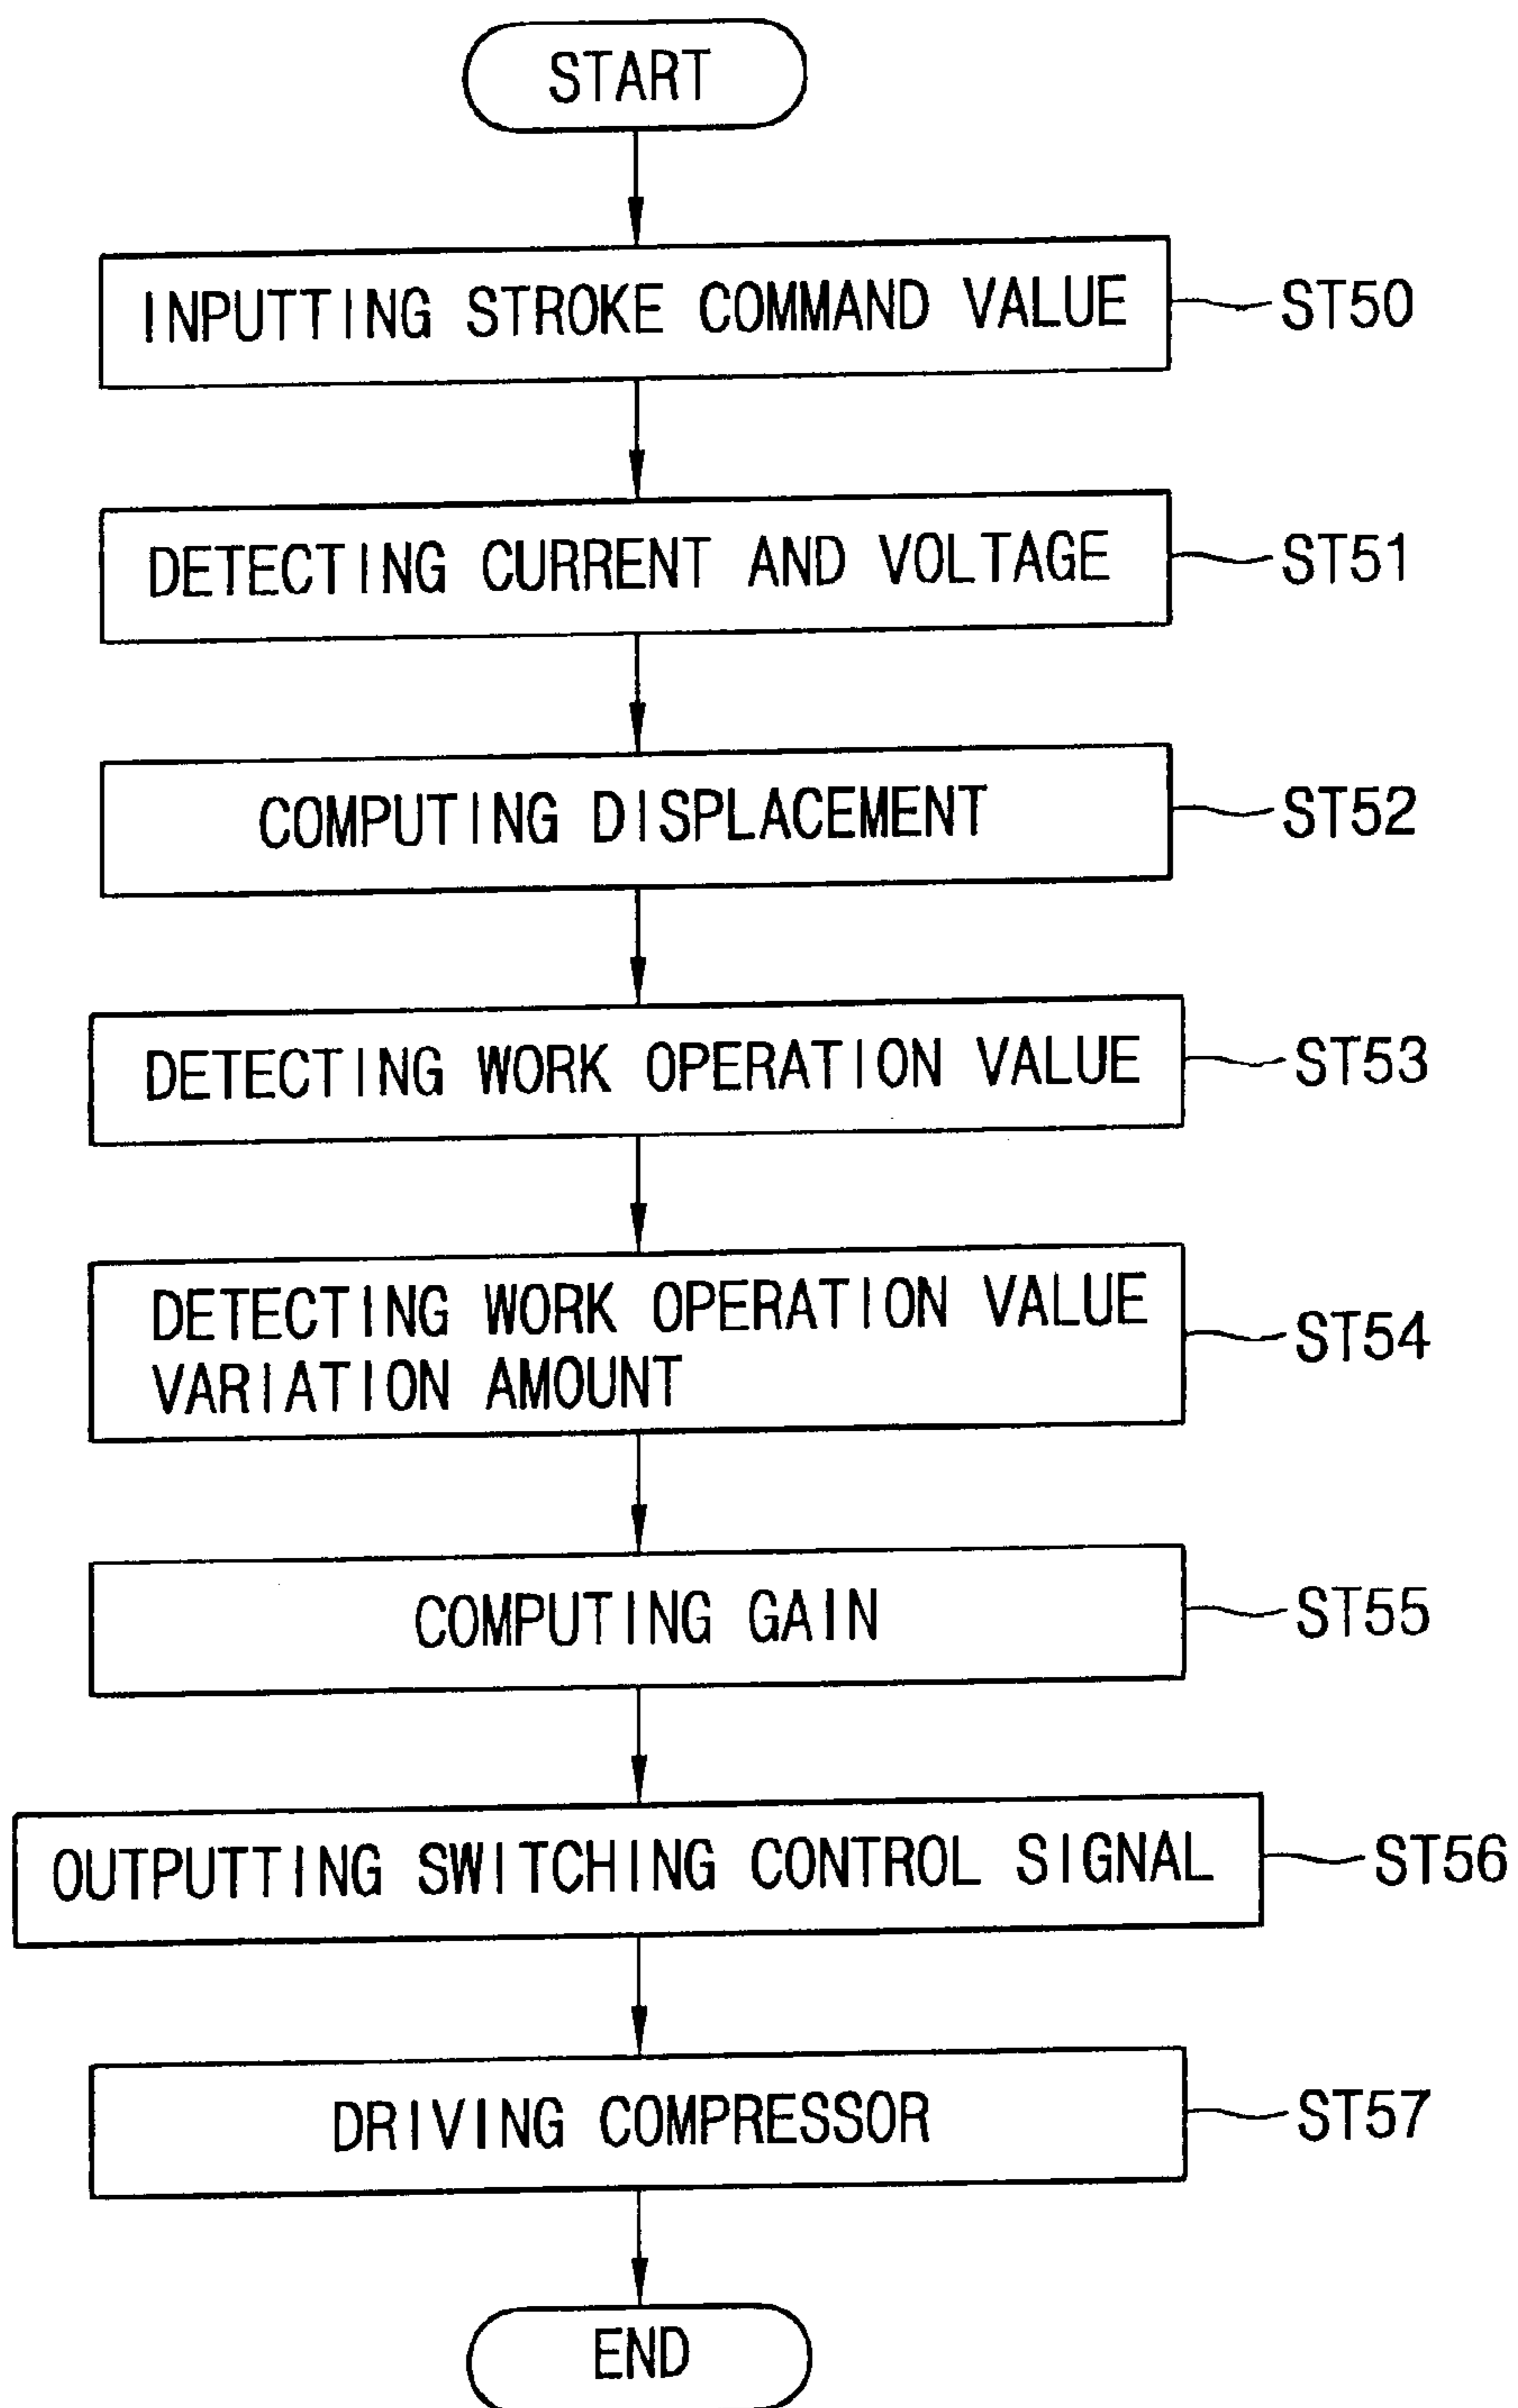 START
INPUTTING STROKE COMMAND VALUE
ST50
DETECTING CURRENT AND VOLTAGE
ST51
COMPUTING DISPLACEMENT
ST52
DETECTING WORK OPERATION VALUE
ST53
DETECTING WORK OPERATION VALUE
VARIATION AMOUNT
ST54
COMPUTING GAIN
ST55
OUTPUTTING SWITCHING CONTROL SIGNAL
ST56
DRIVING COMPRESSOR
ST57
END